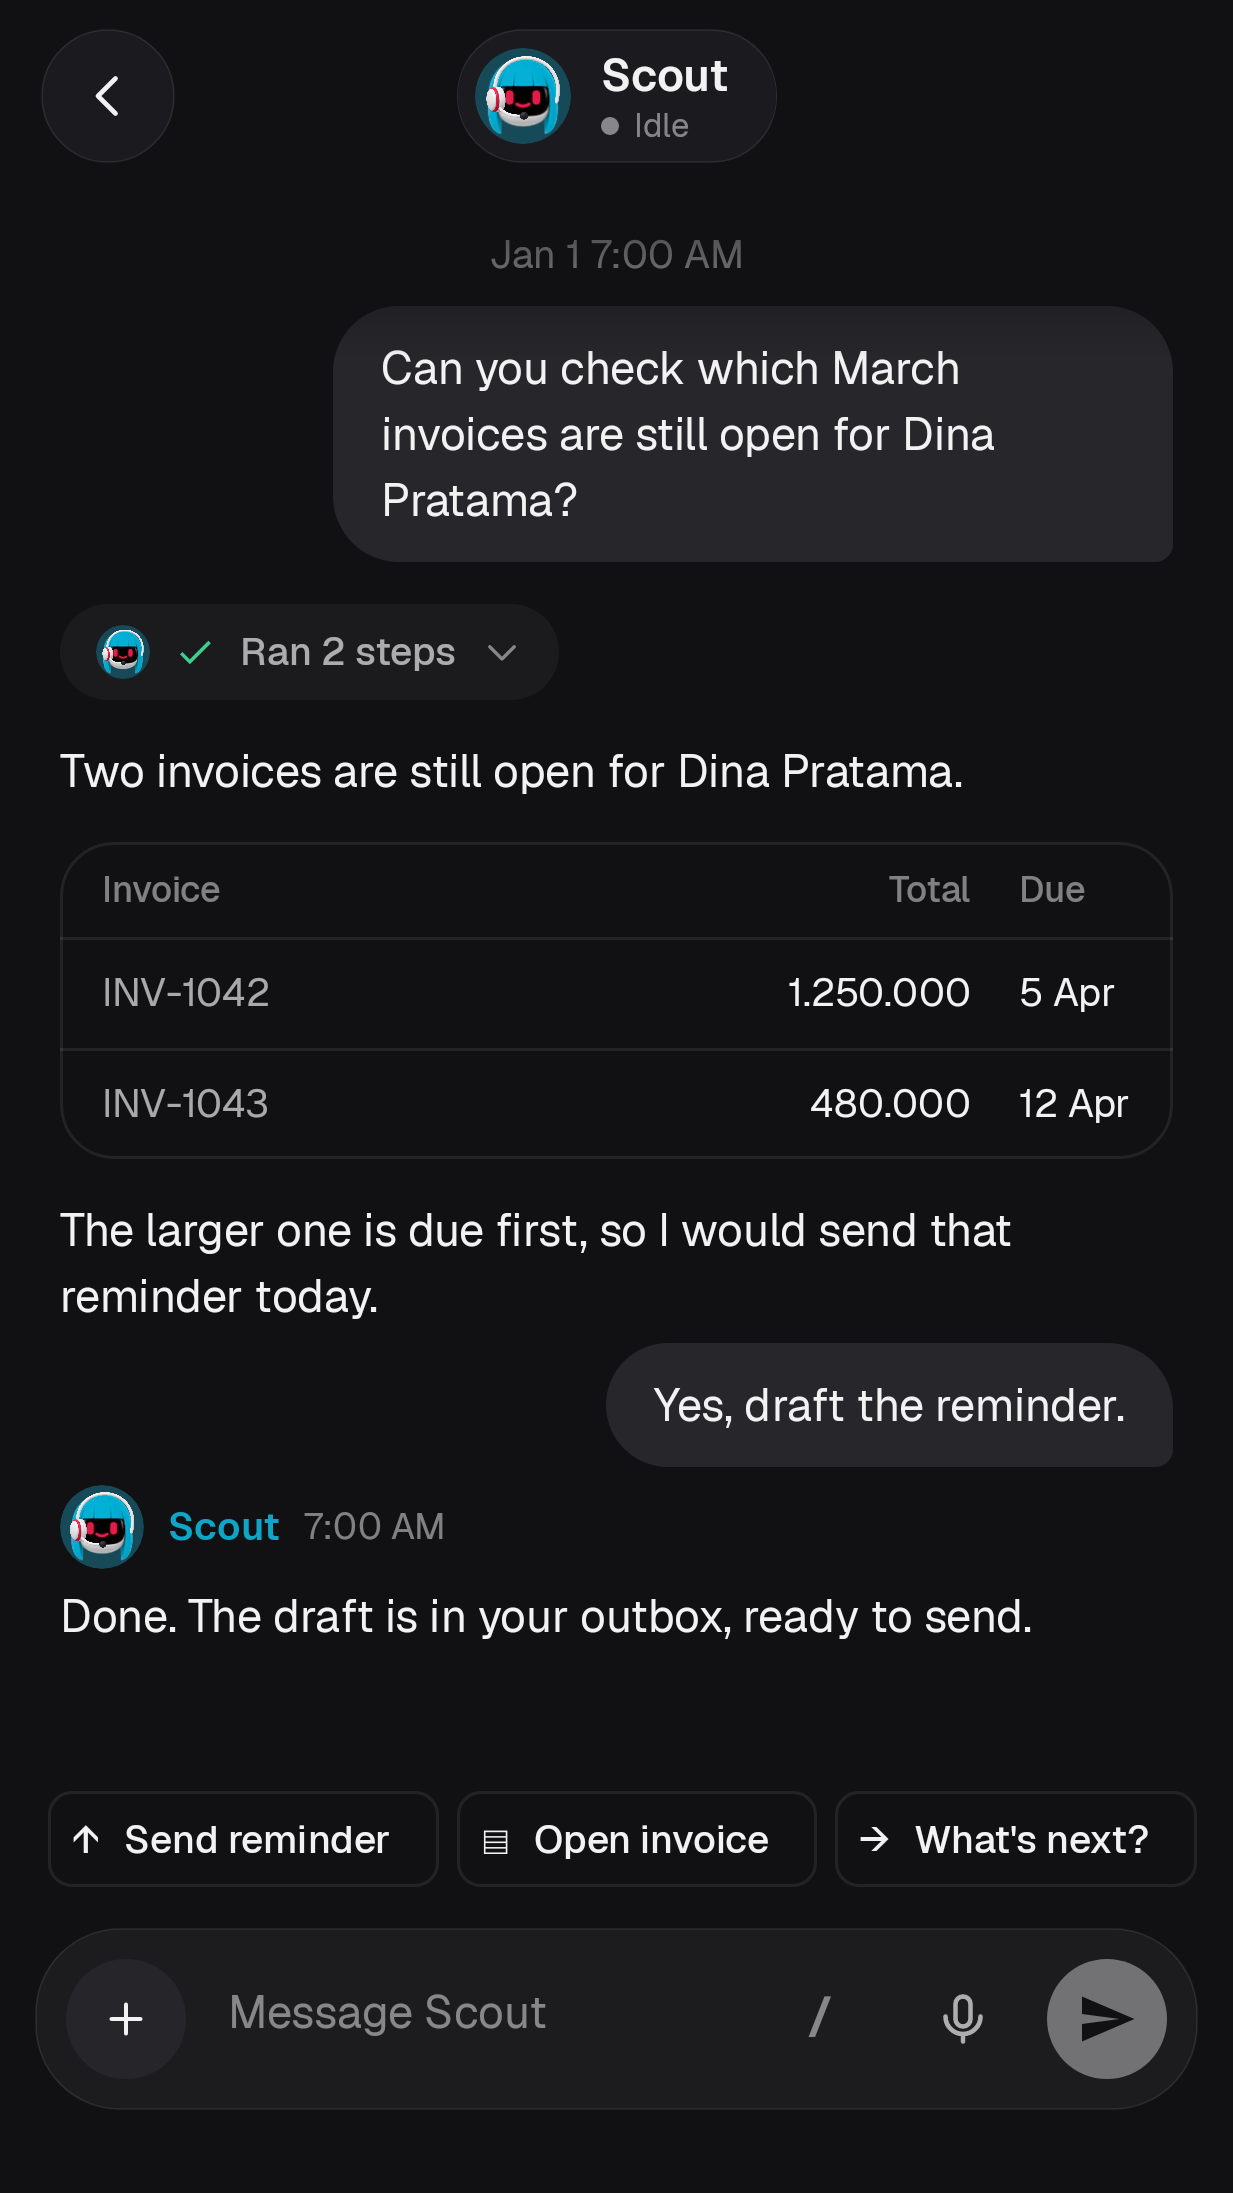 Scout
Idle
Jan 1 7:00 AM
Can you check which March
invoices are still open for Dina
Pratama?
Ran 2 steps
Two invoices are still open for Dina Pratama.
Invoice Total Due
INV-1042 1.250.000 5 Apr
INV-1043 480.000 12 Apr
The larger one is due first, so I would send that
reminder today.
Yes, draft the reminder.
Scout 7:00 AM
Done. The draft is in your outbox, ready to send.
Send reminder Open invoice What's next?
Message Scout /